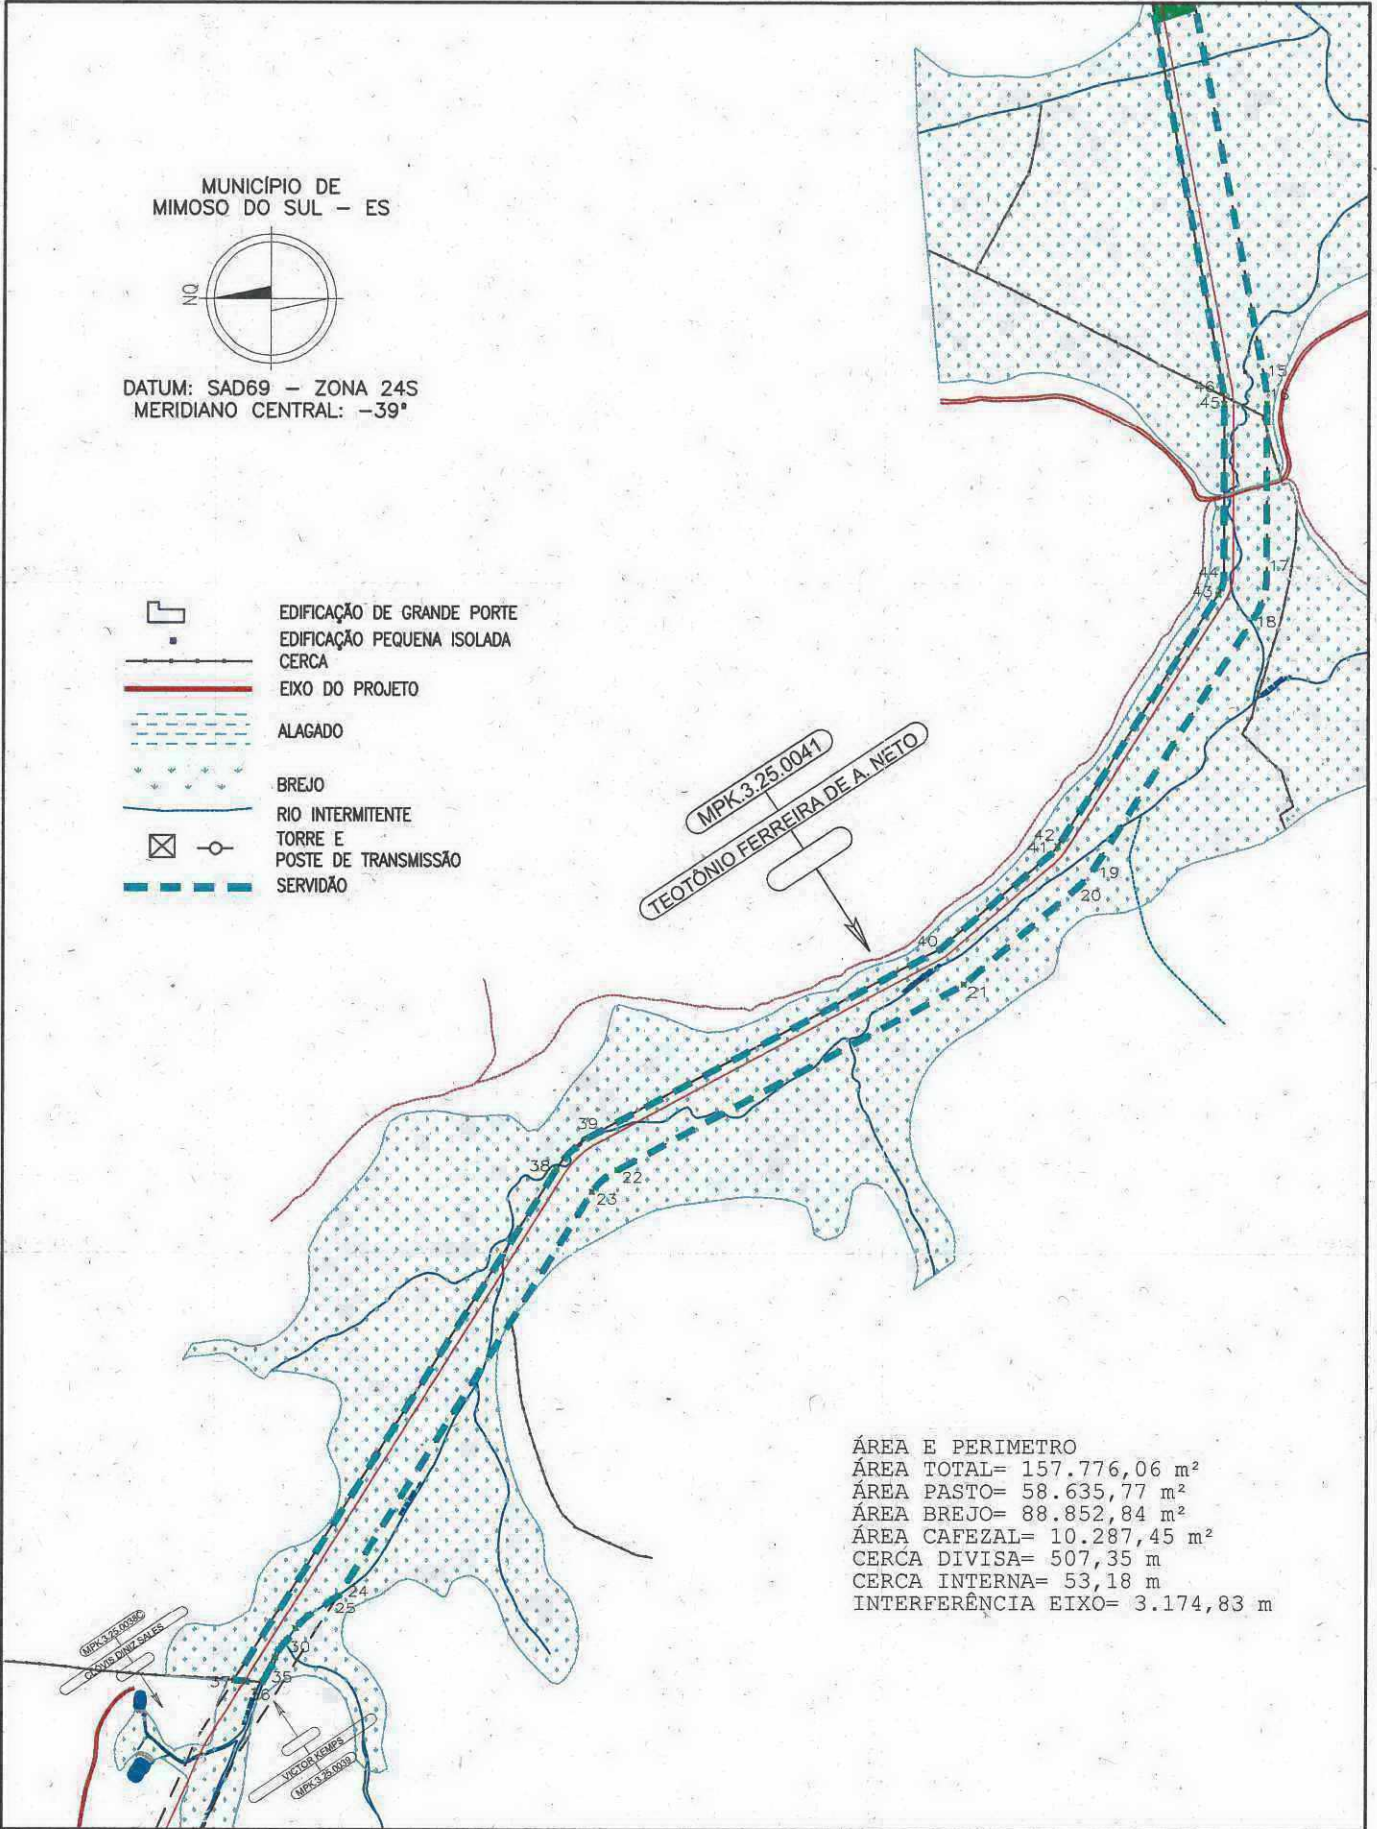 MUNICÍPIO DE
MIMOSO DO SUL – ES
NQ
DATUM: SAD69 – ZONA 24S
MERIDIANO CENTRAL: –39°
EDIFICAÇÃO DE GRANDE PORTE
EDIFICAÇÃO PEQUENA ISOLADA
CERCA
EIXO DO PROJETO
ALAGADO
BREJO
RIO INTERMITENTE
TORRE E
POSTE DE TRANSMISSÃO
SERVIDÃO
MPK.3.25.0041
TEOTÔNIO FERREIRA DE A. NETO
15
16
46
45
44
43
17
18
42
41
19
20
40
21
39
38
22
23
24
25
30
35
36
37
MPK.3.25.0038C
CLÓVIS DINIZ SALES
VICTOR KEMPS
MPK.3.25.0039
ÁREA E PERIMETRO
ÁREA TOTAL= 157.776,06 m²
ÁREA PASTO= 58.635,77 m²
ÁREA BREJO= 88.852,84 m²
ÁREA CAFEZAL= 10.287,45 m²
CERCA DIVISA= 507,35 m
CERCA INTERNA= 53,18 m
INTERFERÊNCIA EIXO= 3.174,83 m